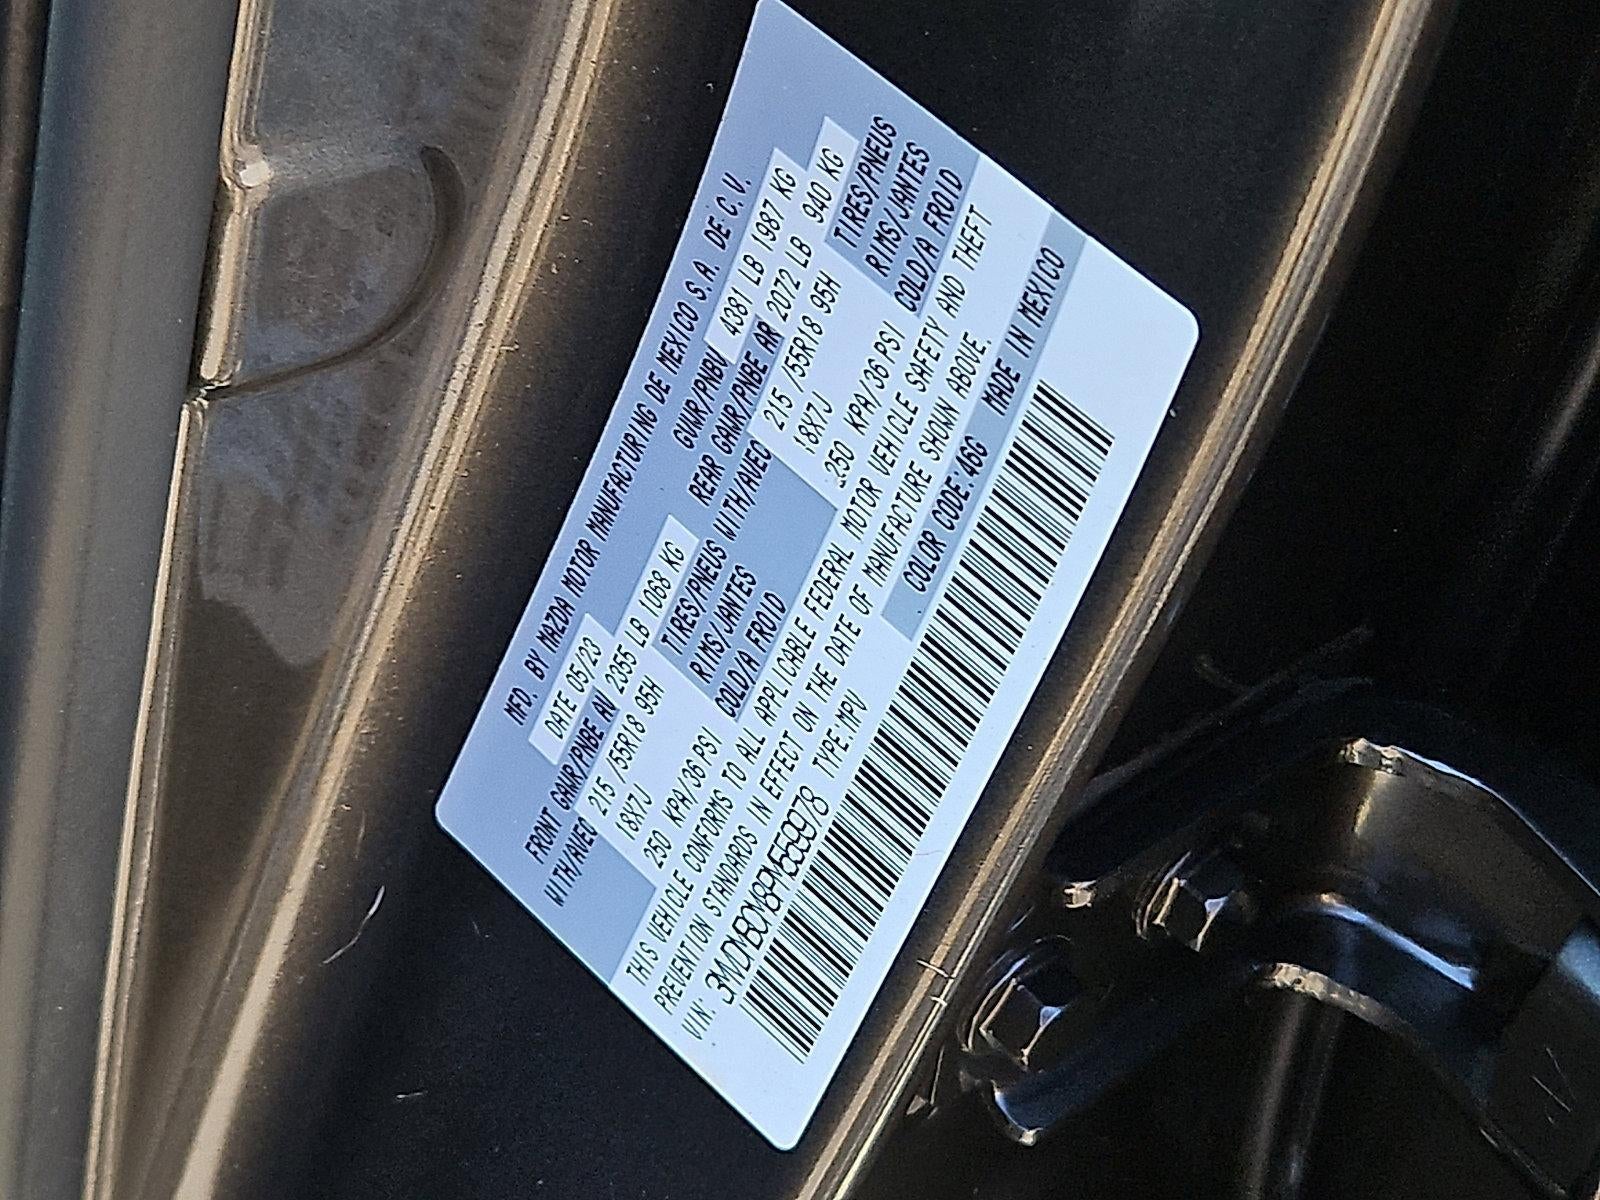 MFD. BY MAZDA MOTOR MANUFACTURING DE MEXICO S.A. DE C.V.
DATE 05/23 GVWR/PNBV 4381 LB 1987 KG
FRONT GAWR/PNBE AV 2355 LB 1068 KG REAR GAWR/PNBE AR 2072 LB 940 KG
WITH/AVEC 215 /55R18 95H TIRES/PNEUS WITH/AVEC 215 /55R18 95H TIRES/PNEUS
18X7J RIMS/JANTES 18X7J RIMS/JANTES
250 KPA/36 PSI COLD/A FROID 250 KPA/36 PSI COLD/A FROID
THIS VEHICLE CONFORMS TO ALL APPLICABLE FEDERAL MOTOR VEHICLE SAFETY AND THEFT
PREVENTION STANDARDS IN EFFECT ON THE DATE OF MANUFACTURE SHOWN ABOVE.
VIN: 3MVDMBCM8PM559978 TYPE:MPV COLOR CODE:46G MADE IN MEXICO